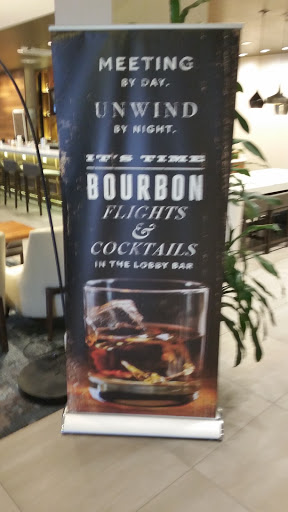 MEETING
BY DAY.
UNWIND
BY NIGHT.
IT'S TIME
BOURBON
FLIGHTS
&
COCKTAILS
IN THE LOBBY BAR